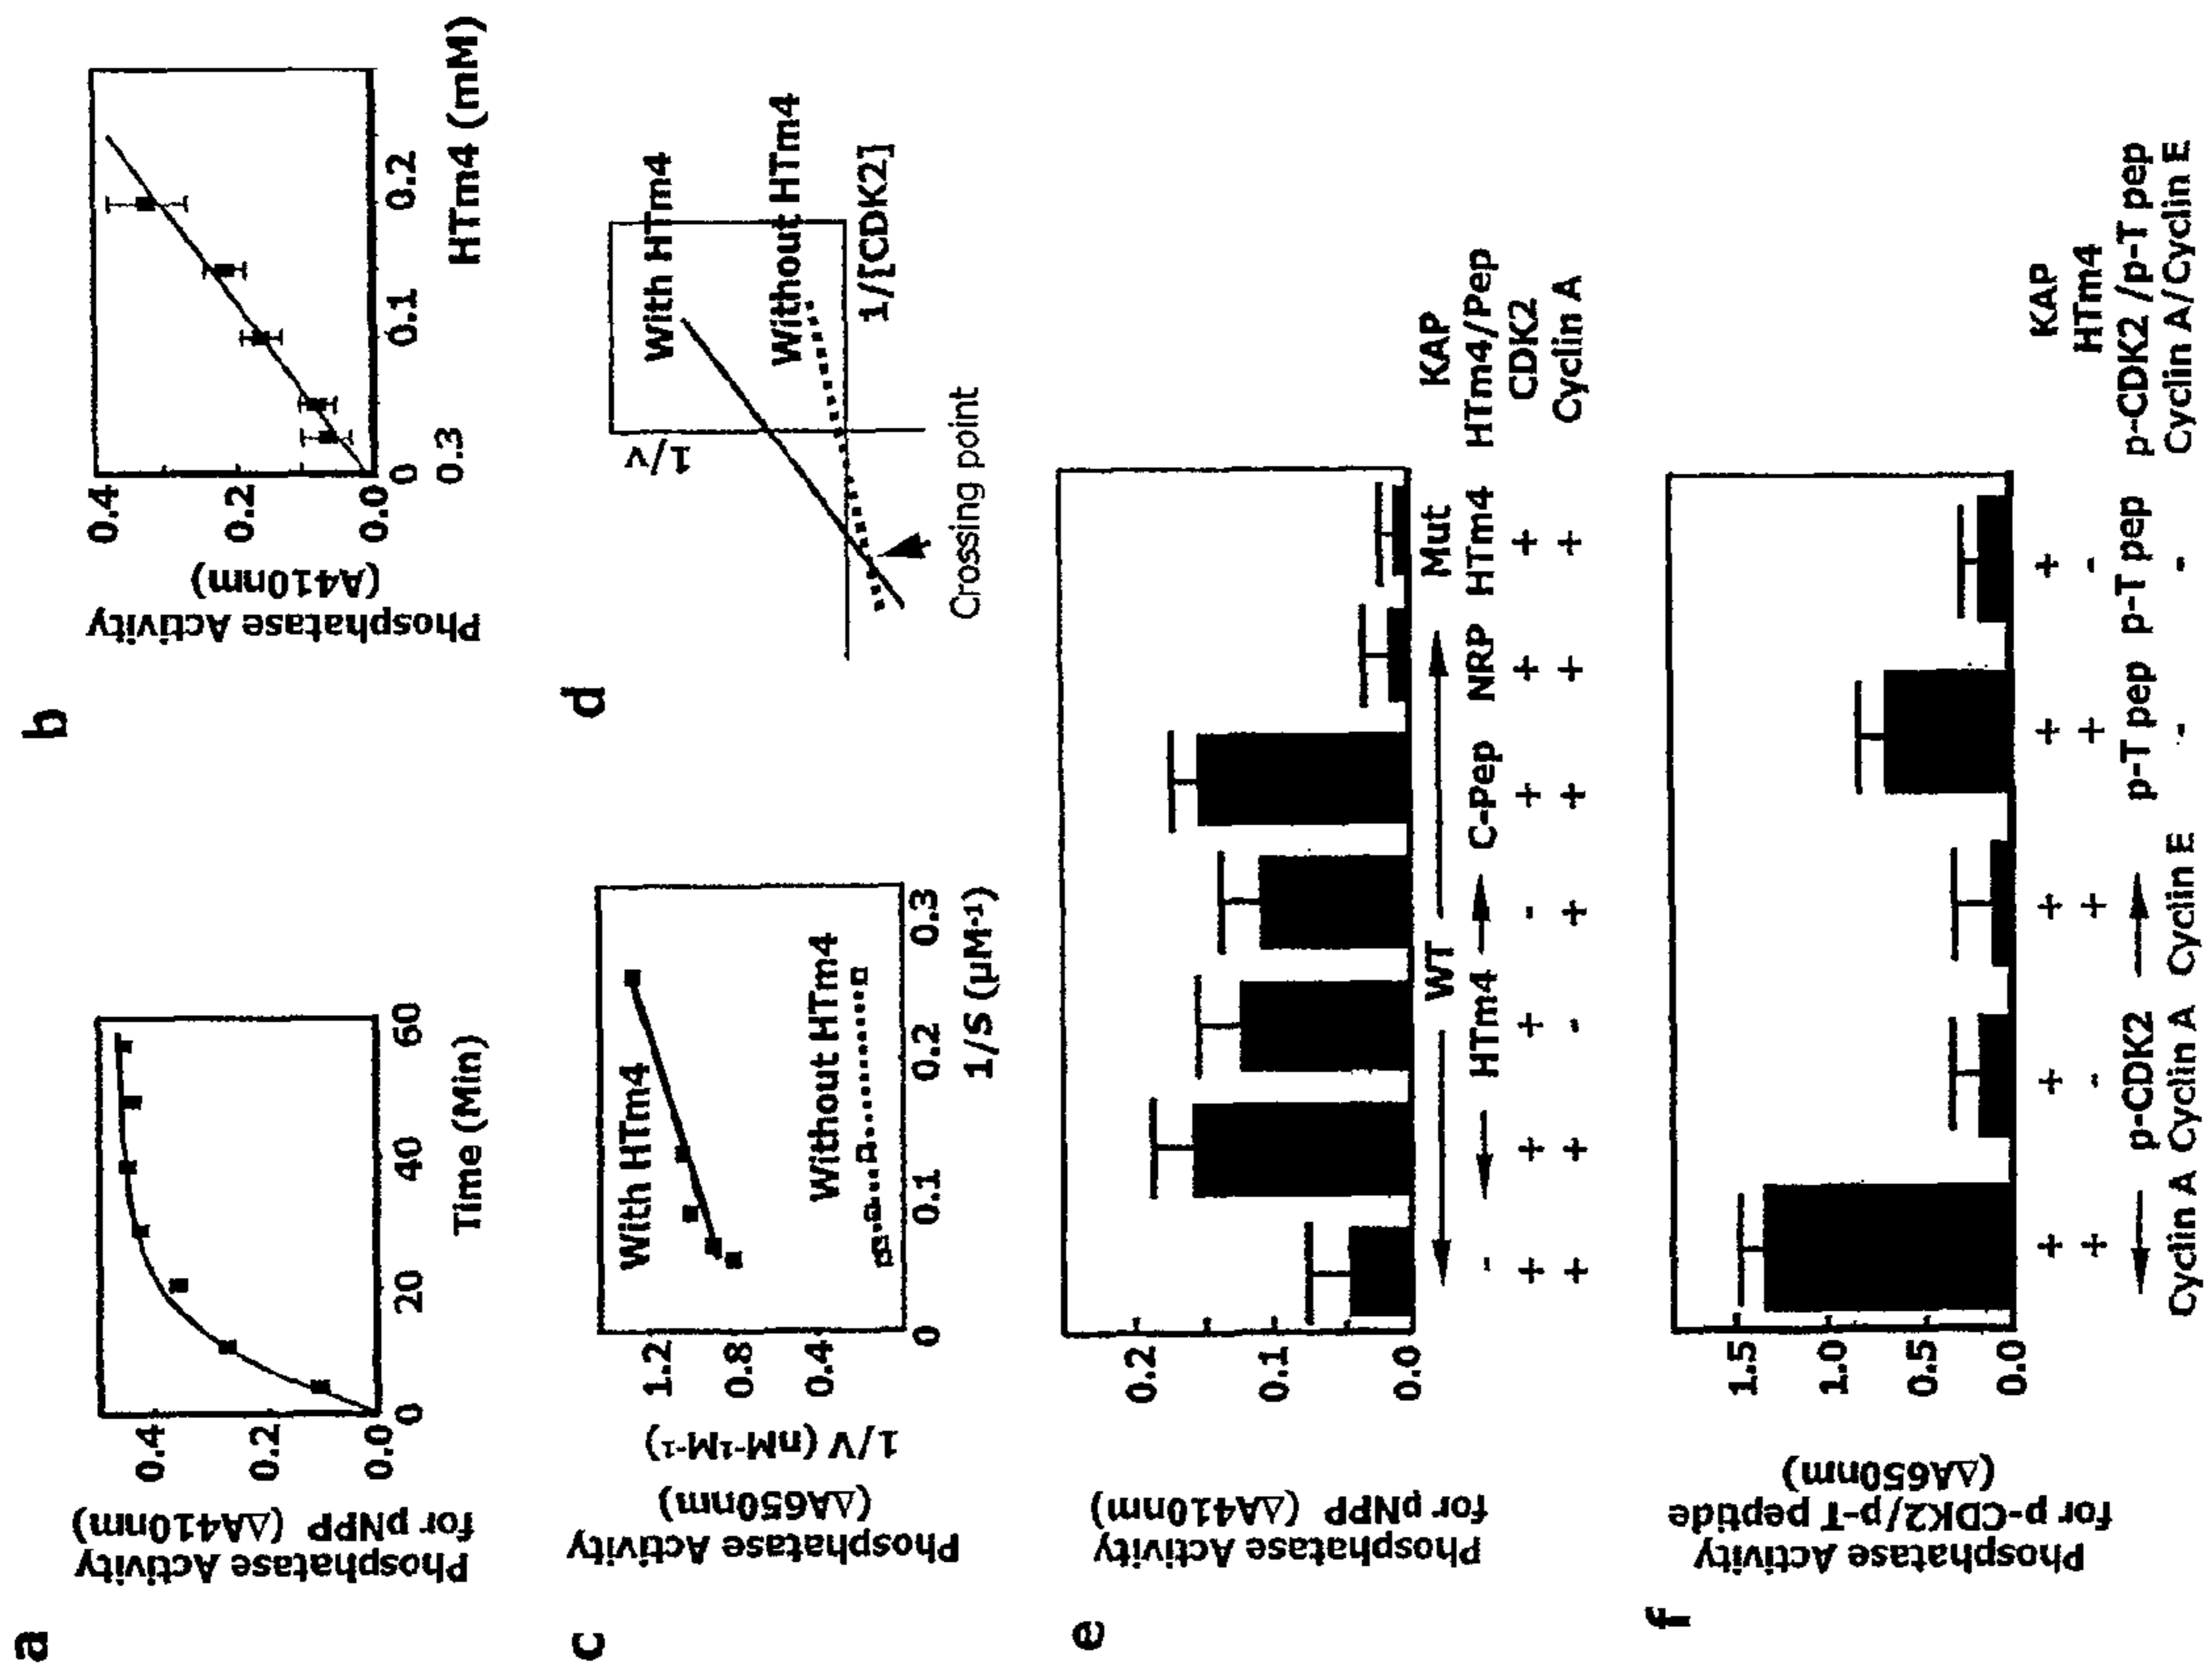 a
Phosphatase Activity
for pNPP (ΔA410nm)
0.4
0.2
0.0
0
20
40
60
Time (Min)
b
Phosphatase Activity
(A410nm)
0.4
0.2
0.0
0
0.1
0.2
0.3
HTm4 (mM)
c
Phosphatase Activity
(ΔA650nm)
1/V (nM-1M-1)
1.2
0.8
0.4
With HTm4
Without HTm4
0
0.1
0.2
0.3
1/S (μM-1)
d
1/v
With HTm4
Without HTm4
1/[CDK2]
Crossing point
e
Phosphatase Activity
for pNPP (ΔA410nm)
0.2
0.1
0.0
← WT → Mut KAP
- ← HTm4 → C-Pep NRP HTm4 HTm4/Pep
+ + + - + + + CDK2
+ + - + + + + Cyclin A
f
Phosphatase Activity
for p-CDK2/p-T peptide
(ΔA650nm)
1.5
1.0
0.5
0.0
+ + + + + KAP
+ - + + - HTm4
← p-CDK2 → p-T pep p-T pep p-CDK2/p-T pep
Cyclin A Cyclin A Cyclin E - - Cyclin A/Cyclin E